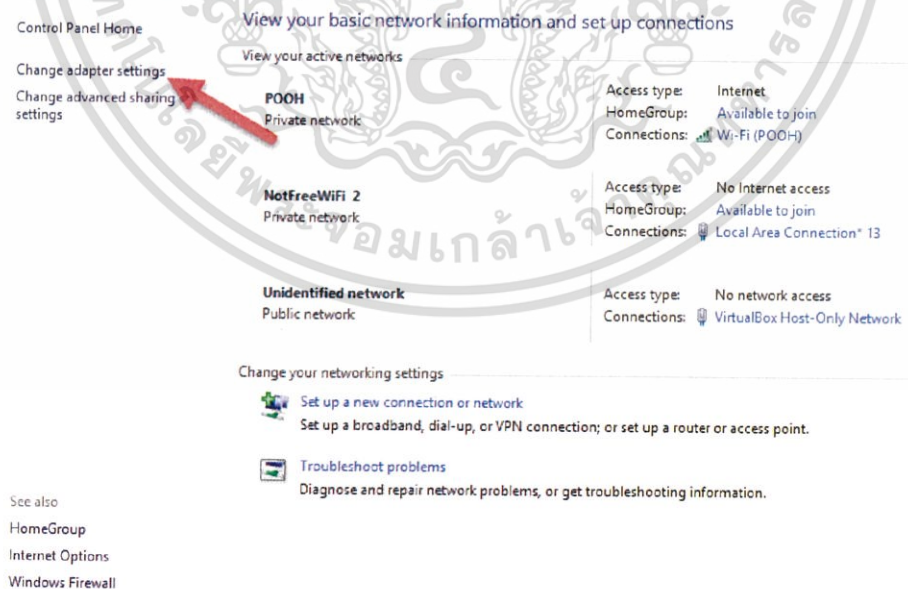 Control Panel Home
Change adapter settings
Change advanced sharing
settings
View your basic network information and set up connections
View your active networks
POOH
Private network
Access type: Internet
HomeGroup: Available to join
Connections: Wi-Fi (POOH)
NotFreeWiFi 2
Private network
Access type: No Internet access
HomeGroup: Available to join
Connections: Local Area Connection* 13
Unidentified network
Public network
Access type: No network access
Connections: VirtualBox Host-Only Network
Change your networking settings
Set up a new connection or network
Set up a broadband, dial-up, or VPN connection; or set up a router or access point.
Troubleshoot problems
Diagnose and repair network problems, or get troubleshooting information.
See also
HomeGroup
Internet Options
Windows Firewall